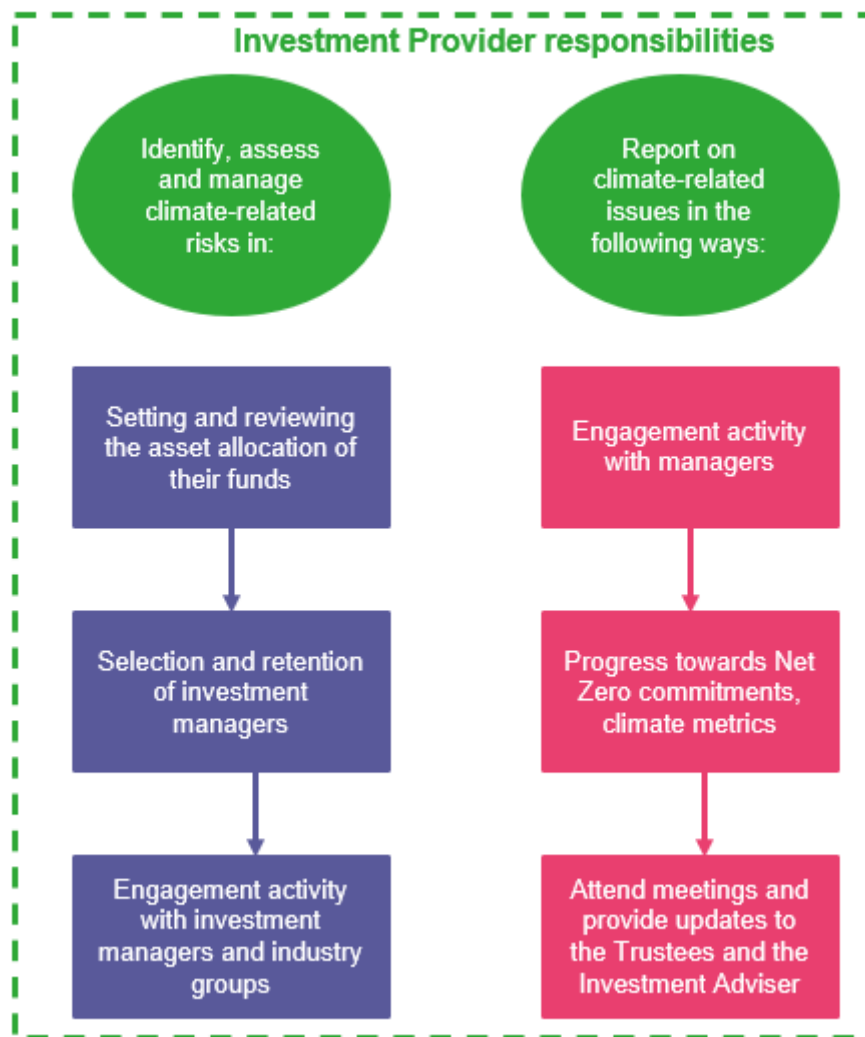 Investment Provider responsibilities
Identify, assess
and manage
climate-related
risks in:
Report on
climate-related
issues in the
following ways:
Setting and reviewing
the asset allocation of
their funds
Engagement activity
with managers
Selection and retention
of investment
managers
Progress towards Net
Zero commitments,
climate metrics
Engagement activity
with investment
managers and industry
groups
Attend meetings and
provide updates to
the Trustees and the
Investment Adviser